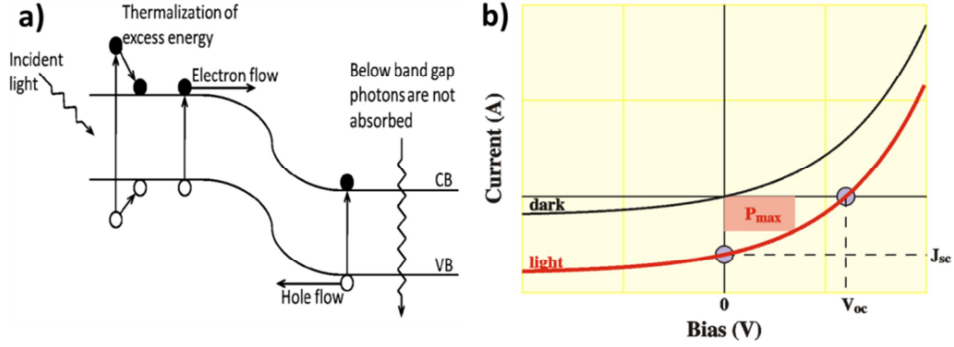 a)
Thermalization of
excess energy
Incident
light
Electron flow
Below band gap
photons are not
absorbed
CB
VB
Hole flow
b)
Current (A)
dark
light
Pmax
Jsc
0
Voc
Bias (V)